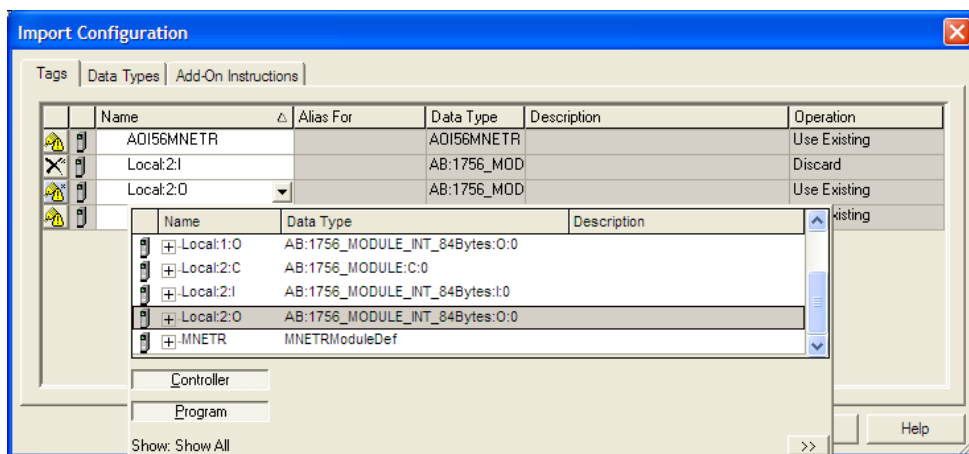 Import Configuration
Tags Data Types Add-On Instructions
Name Alias For Data Type Description Operation
AOI56MNETR AOI56MNETR Use Existing
Local:2:I AB:1756_MOD Discard
Local:2:O AB:1756_MOD Use Existing
Name Data Type Description
Local:1:O AB:1756_MODULE_INT_84Bytes:O:0
Local:2:C AB:1756_MODULE:C:0
Local:2:I AB:1756_MODULE_INT_84Bytes:I:0
Local:2:O AB:1756_MODULE_INT_84Bytes:O:0
MNETR MNETRModuleDef
Controller
Program
Help
Show: Show All >>